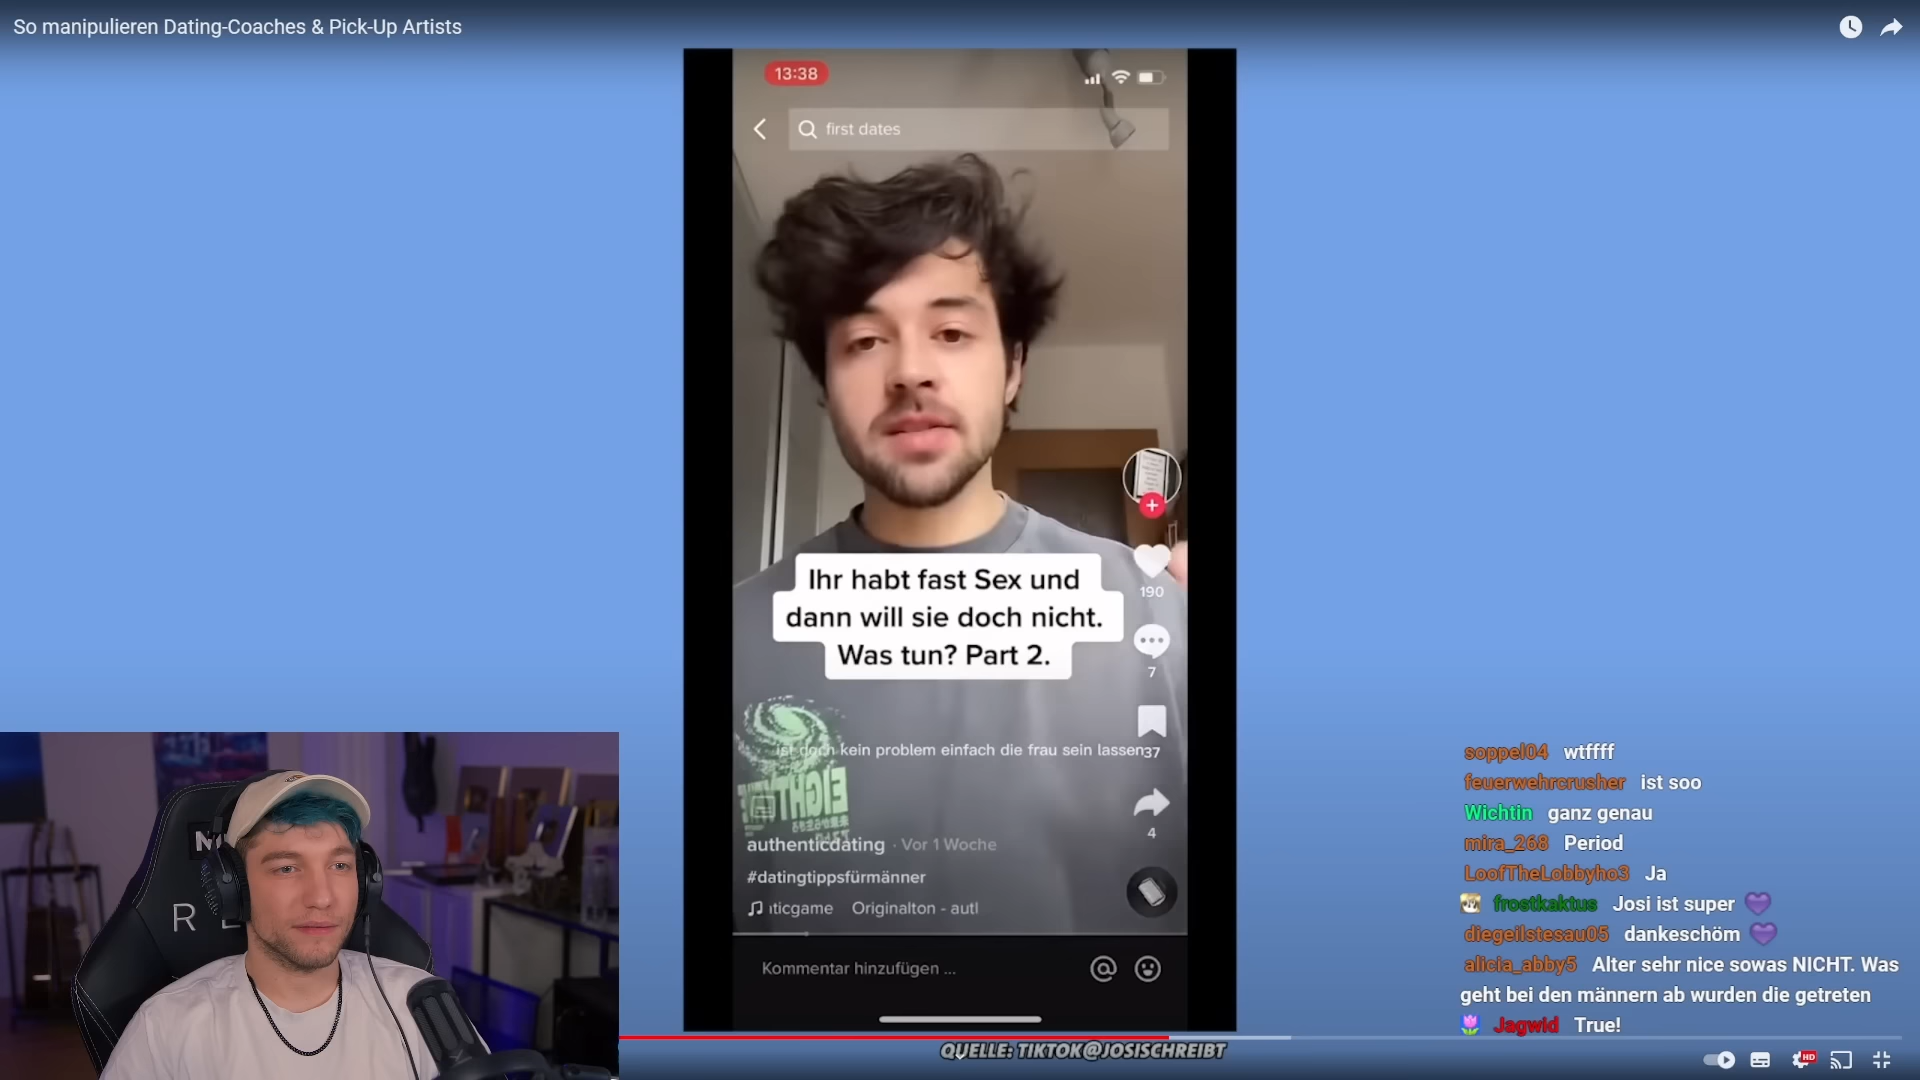 So manipulieren Dating-Coaches & Pick-Up Artists
13:38
first dates
Ihr habt fast Sex und
dann will sie doch nicht.
Was tun? Part 2.
190
7
37
4
ist doch kein problem einfach die frau sein lassen
authenticdating · Vor 1 Woche
#datingtippsfürmänner
ticgame Originalton - autl
Kommentar hinzufügen ...
QUELLE: TIKTOK@JOSISCHREIBT
soppel04 wtffff
feuerwehrcrusher ist soo
Wichtin ganz genau
mira_268 Period
LoofTheLobbyho3 Ja
frostkaktus Josi ist super
diegeilstesau05 dankeschöm
alicia_abby5 Alter sehr nice sowas NICHT. Was
geht bei den männern ab wurden die getreten
Jagwid True!
HD